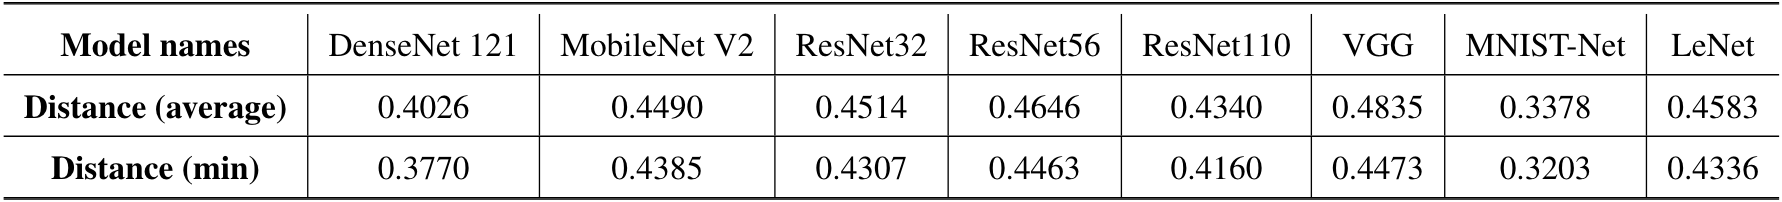 Model names DenseNet 121 MobileNet V2 ResNet32 ResNet56 ResNet110 VGG MNIST-Net LeNet
Distance (average) 0.4026 0.4490 0.4514 0.4646 0.4340 0.4835 0.3378 0.4583
Distance (min) 0.3770 0.4385 0.4307 0.4463 0.4160 0.4473 0.3203 0.4336